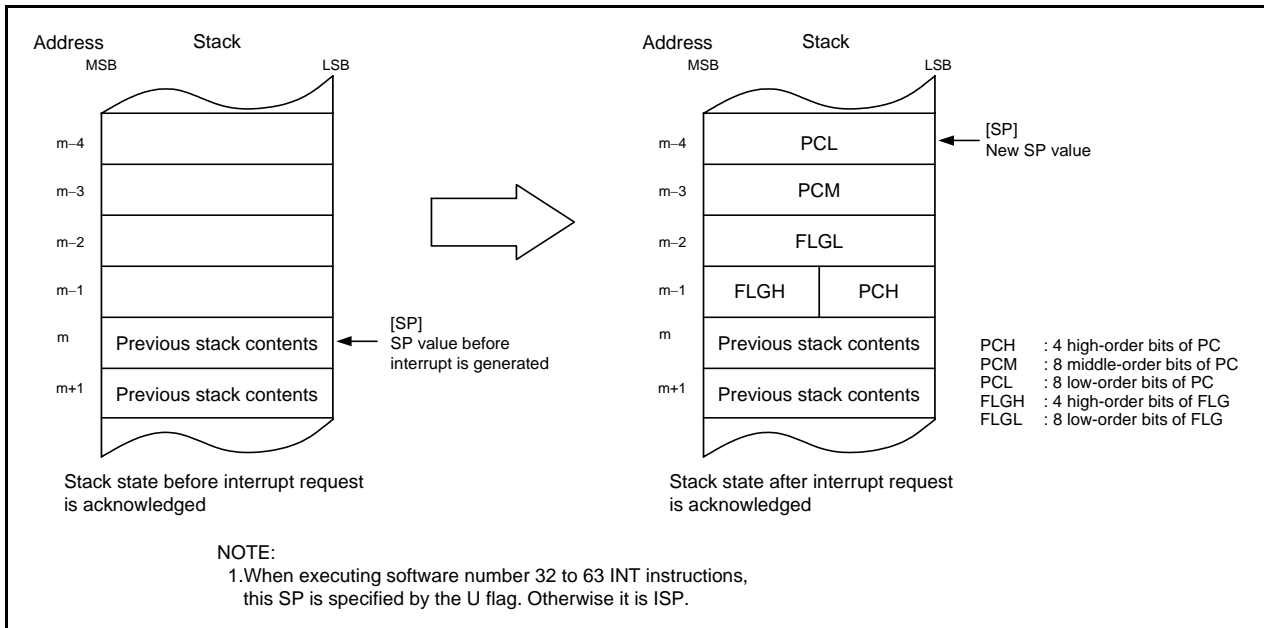 Address Stack
MSB LSB
m–4
m–3
m–2
m–1
m Previous stack contents
m+1 Previous stack contents
[SP]
SP value before
interrupt is generated
Stack state before interrupt request
is acknowledged
Address Stack
MSB LSB
m–4 PCL
m–3 PCM
m–2 FLGL
m–1 FLGH PCH
m Previous stack contents
m+1 Previous stack contents
[SP]
New SP value
PCH : 4 high-order bits of PC
PCM : 8 middle-order bits of PC
PCL : 8 low-order bits of PC
FLGH : 4 high-order bits of FLG
FLGL : 8 low-order bits of FLG
Stack state after interrupt request
is acknowledged
NOTE:
1.When executing software number 32 to 63 INT instructions,
this SP is specified by the U flag. Otherwise it is ISP.